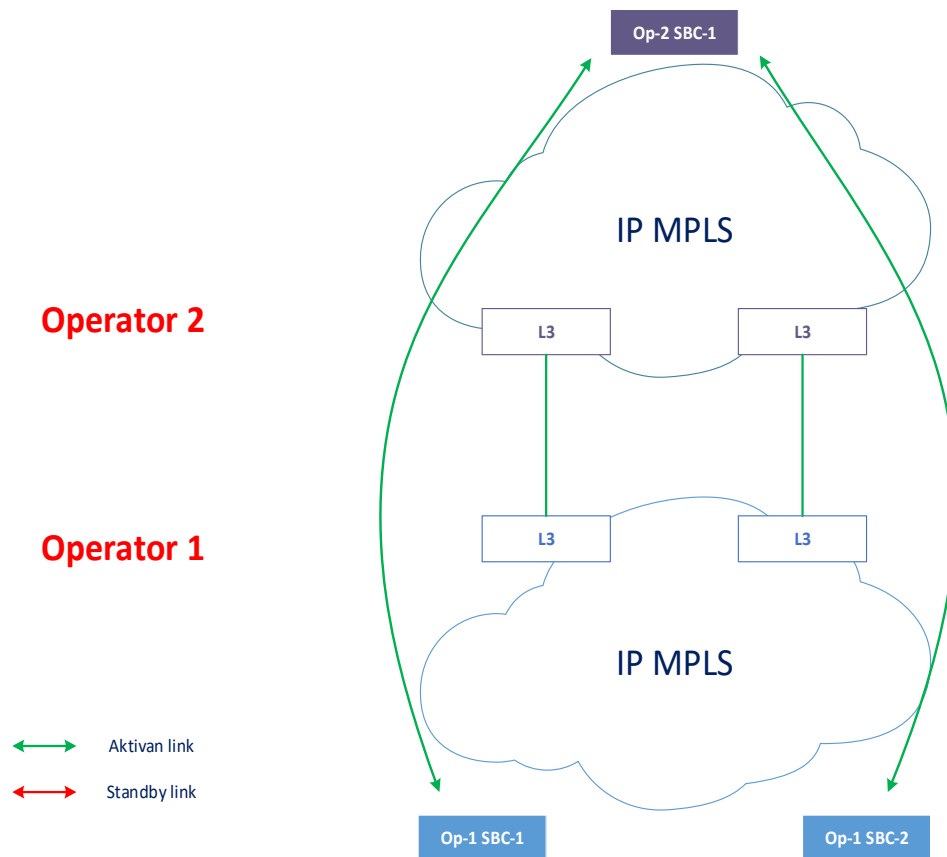 Op-2 SBC-1
IP MPLS
Operator 2
L3
L3
Operator 1
L3
L3
IP MPLS
Aktivan link
Standby link
Op-1 SBC-1
Op-1 SBC-2